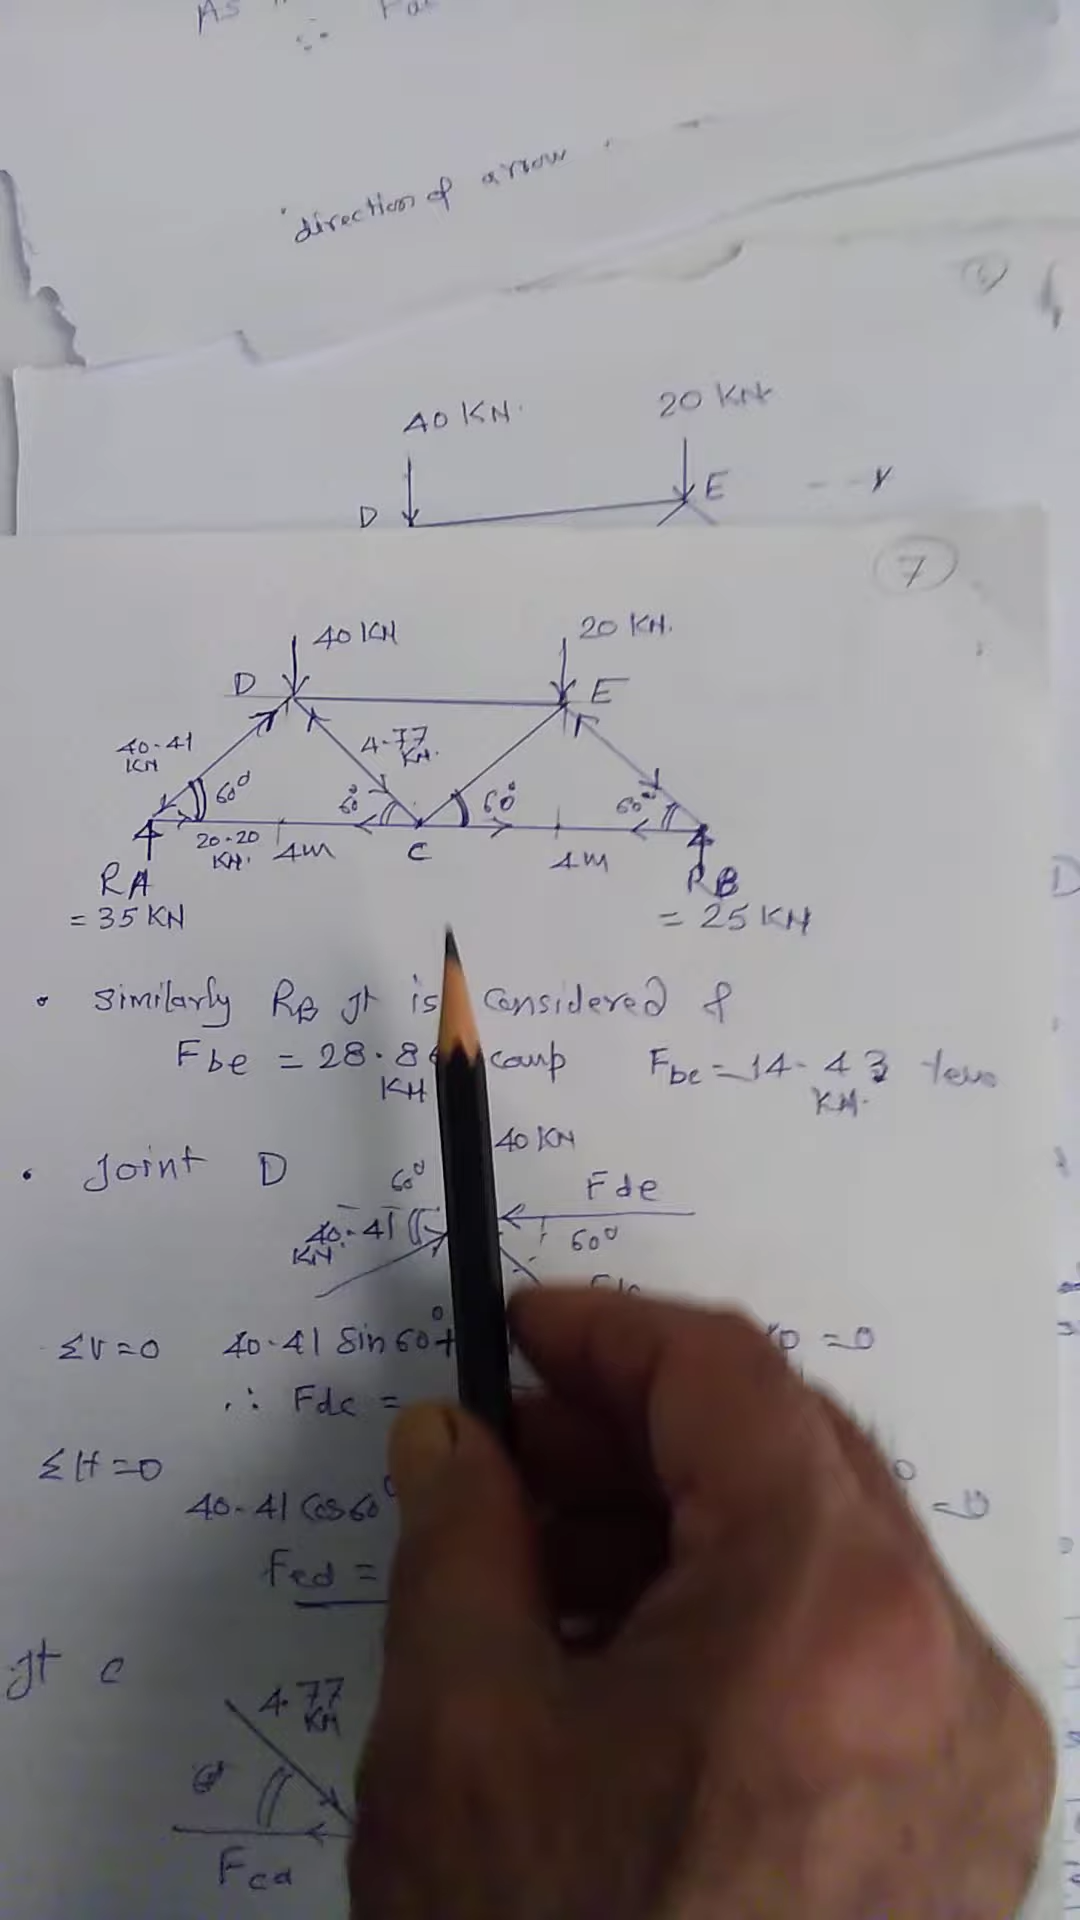 As
direction of arrow
40 KN.
20 KN
D
E
7
40 KN
20 KN.
D
E
40.41
KN
4.77
KN.
60°
60°
60°
60°
20.20
KN.
4m
C
4m
RA
= 35 KN
RB
= 25 KN
• Similarly RB Jt is Considered &
Fbe = 28.8 comp Fbc = 14.43 tens
KN KN.
40 KN
• Joint D
60°
Fde
40.41
KN.
60°
ΣV=0 40.41 Sin 60°+ =0
∴ Fdc =
ΣH=0
40.41 Cos 60° =0
Fed =
Jt C
4.77
KN
Fca